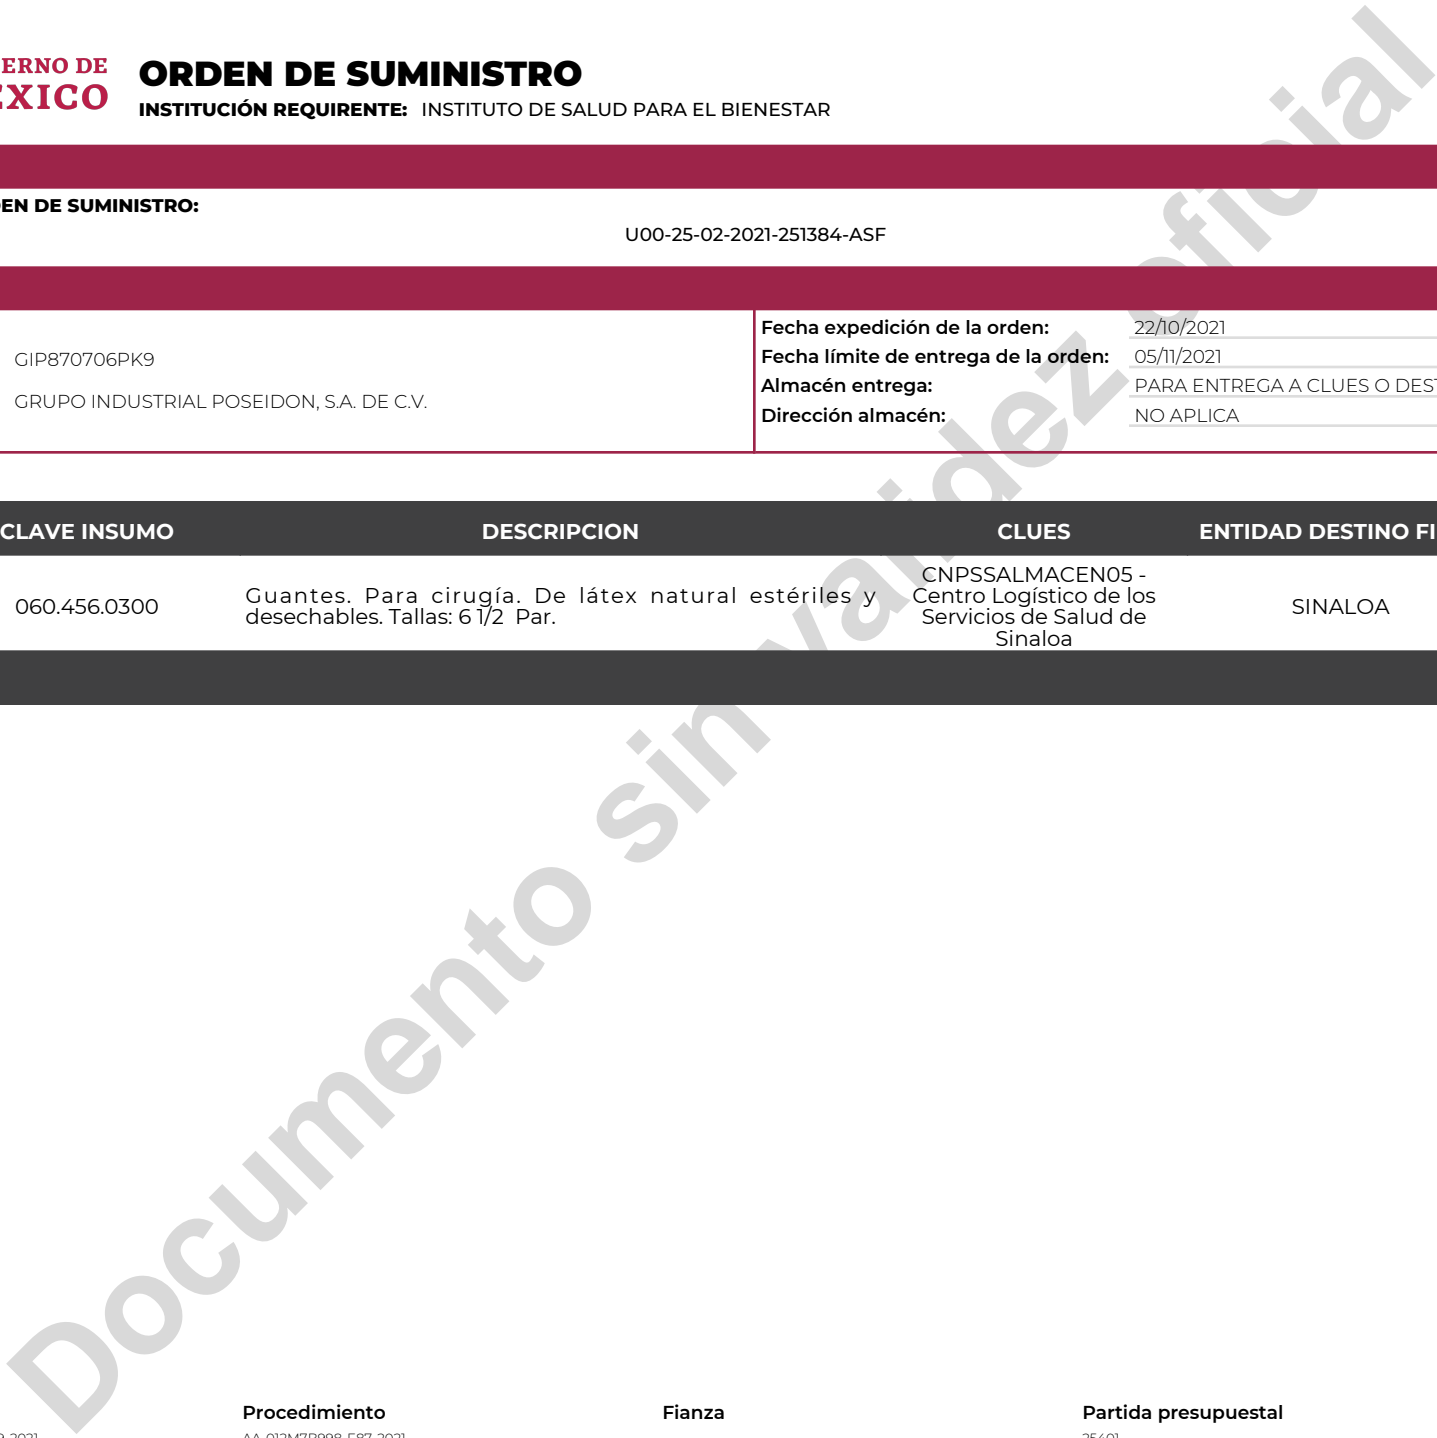 ERNO DE
EXICO
ORDEN DE SUMINISTRO
INSTITUCIÓN REQUIRENTE: INSTITUTO DE SALUD PARA EL BIENESTAR
EN DE SUMINISTRO:
U00-25-02-2021-251384-ASF
GIP870706PK9
GRUPO INDUSTRIAL POSEIDON, S.A. DE C.V.
Fecha expedición de la orden: 22/10/2021
Fecha límite de entrega de la orden: 05/11/2021
Almacén entrega: PARA ENTREGA A CLUES O DEST
Dirección almacén: NO APLICA
CLAVE INSUMO DESCRIPCION CLUES ENTIDAD DESTINO FI
060.456.0300
Guantes. Para cirugía. De látex natural estériles y
desechables. Tallas: 6 1/2 Par.
CNPSSALMACEN05 -
Centro Logístico de los
Servicios de Salud de
Sinaloa
SINALOA
Documento sin validez oficial
Procedimiento Fianza Partida presupuestal